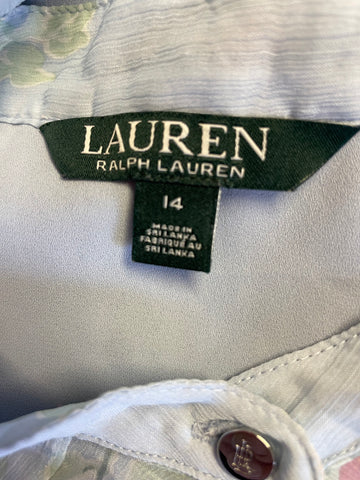 LAUREN
RALPH LAUREN
14
MADE IN
SRI LANKA
FABRIQUÉ AU
SRI LANKA